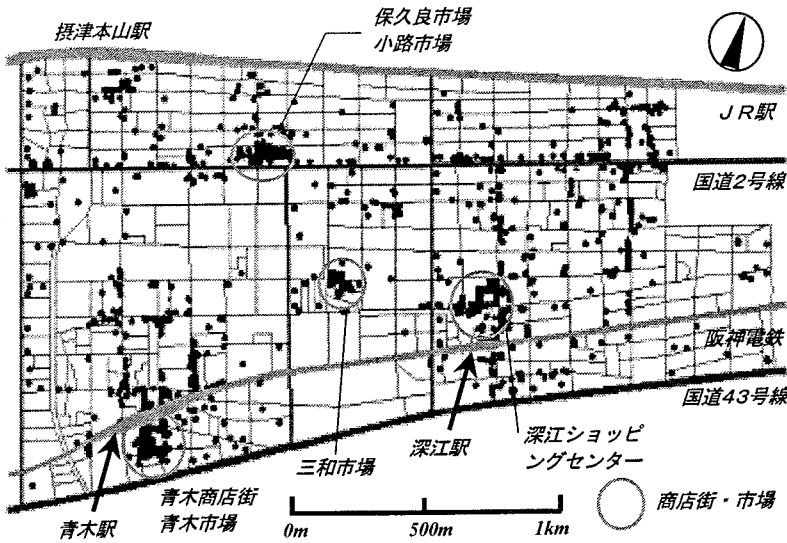 摂津本山駅
保久良市場
小路市場
JR駅
国道2号線
阪神電鉄
国道43号線
深江駅
深江ショッピ
ングセンター
三和市場
青木商店街
青木市場
青木駅
0m 500m 1km
商店街・市場